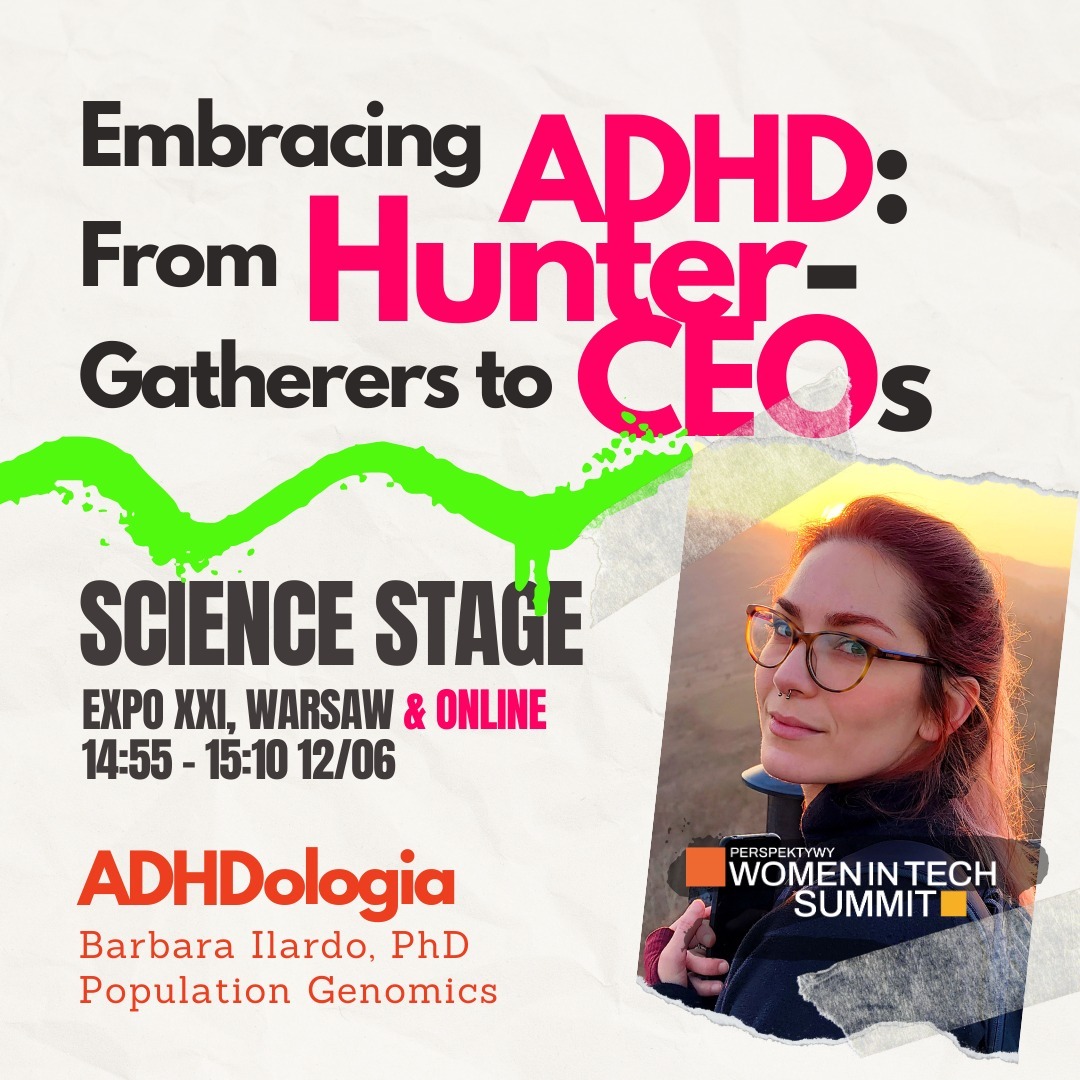 Embracing ADHD:
From Hunter-
Gatherers to CEOs
SCIENCE STAGE
EXPO XXI, WARSAW & ONLINE
14:55 - 15:10 12/06
ADHDologia
Barbara Ilardo, PhD
Population Genomics
PERSPEKTYWY
WOMEN IN TECH
SUMMIT